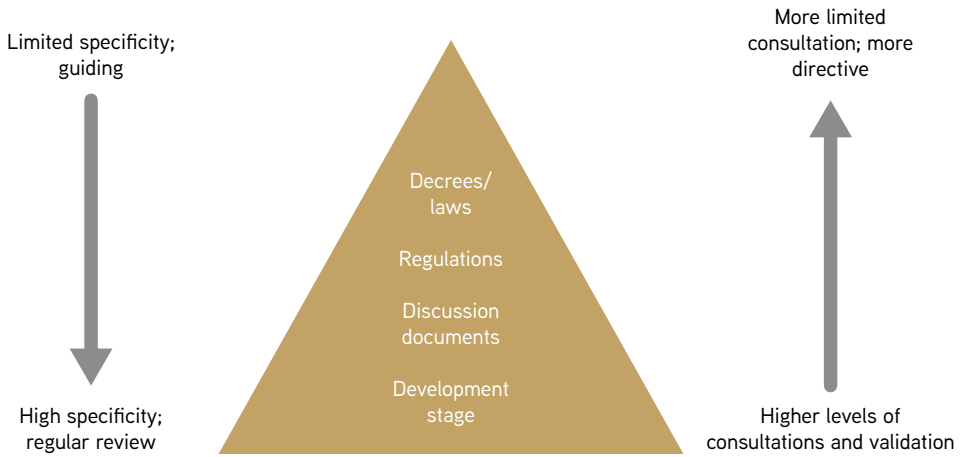 Limited specificity;
guiding
More limited
consultation; more
directive
Decrees/
laws
Regulations
Discussion
documents
Development
stage
High specificity;
regular review
Higher levels of
consultations and validation